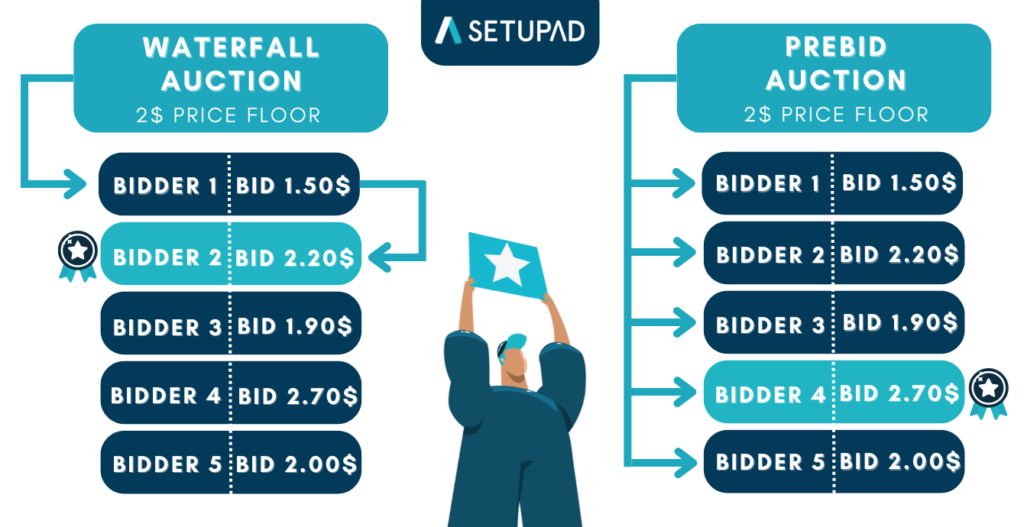 SETUPAD
WATERFALL
AUCTION
2$ PRICE FLOOR
BIDDER 1 BID 1.50$
BIDDER 2 BID 2.20$
BIDDER 3 BID 1.90$
BIDDER 4 BID 2.70$
BIDDER 5 BID 2.00$
PREBID
AUCTION
2$ PRICE FLOOR
BIDDER 1 BID 1.50$
BIDDER 2 BID 2.20$
BIDDER 3 BID 1.90$
BIDDER 4 BID 2.70$
BIDDER 5 BID 2.00$